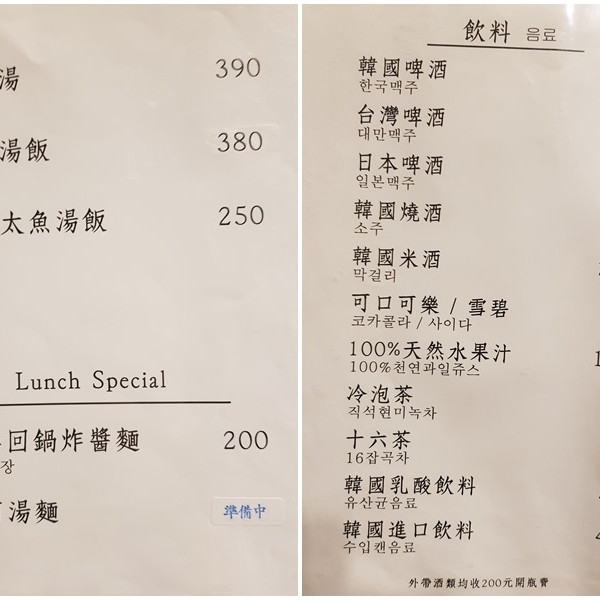 湯 390
湯飯 380
太魚湯飯 250
Lunch Special
回鍋炸醬麵 200
장
湯麵 準備中
飲料 음료
韓國啤酒
한국맥주
台灣啤酒
대만맥주
日本啤酒
일본맥주
韓國燒酒
소주
韓國米酒
막걸리
可口可樂 / 雪碧
코카콜라 / 사이다
100%天然水果汁
100%천연과일쥬스
冷泡茶
직석현미녹차
十六茶
16잡곡차
韓國乳酸飲料
유산균음료
韓國進口飲料
수입캔음료
外帶酒類均收200元開瓶費